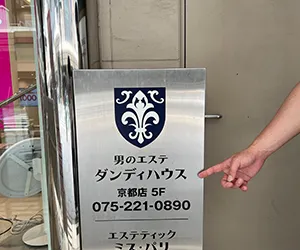 男のエステ
ダンディハウス
京都店 5F
075-221-0890
エステティック
ミス・パリ